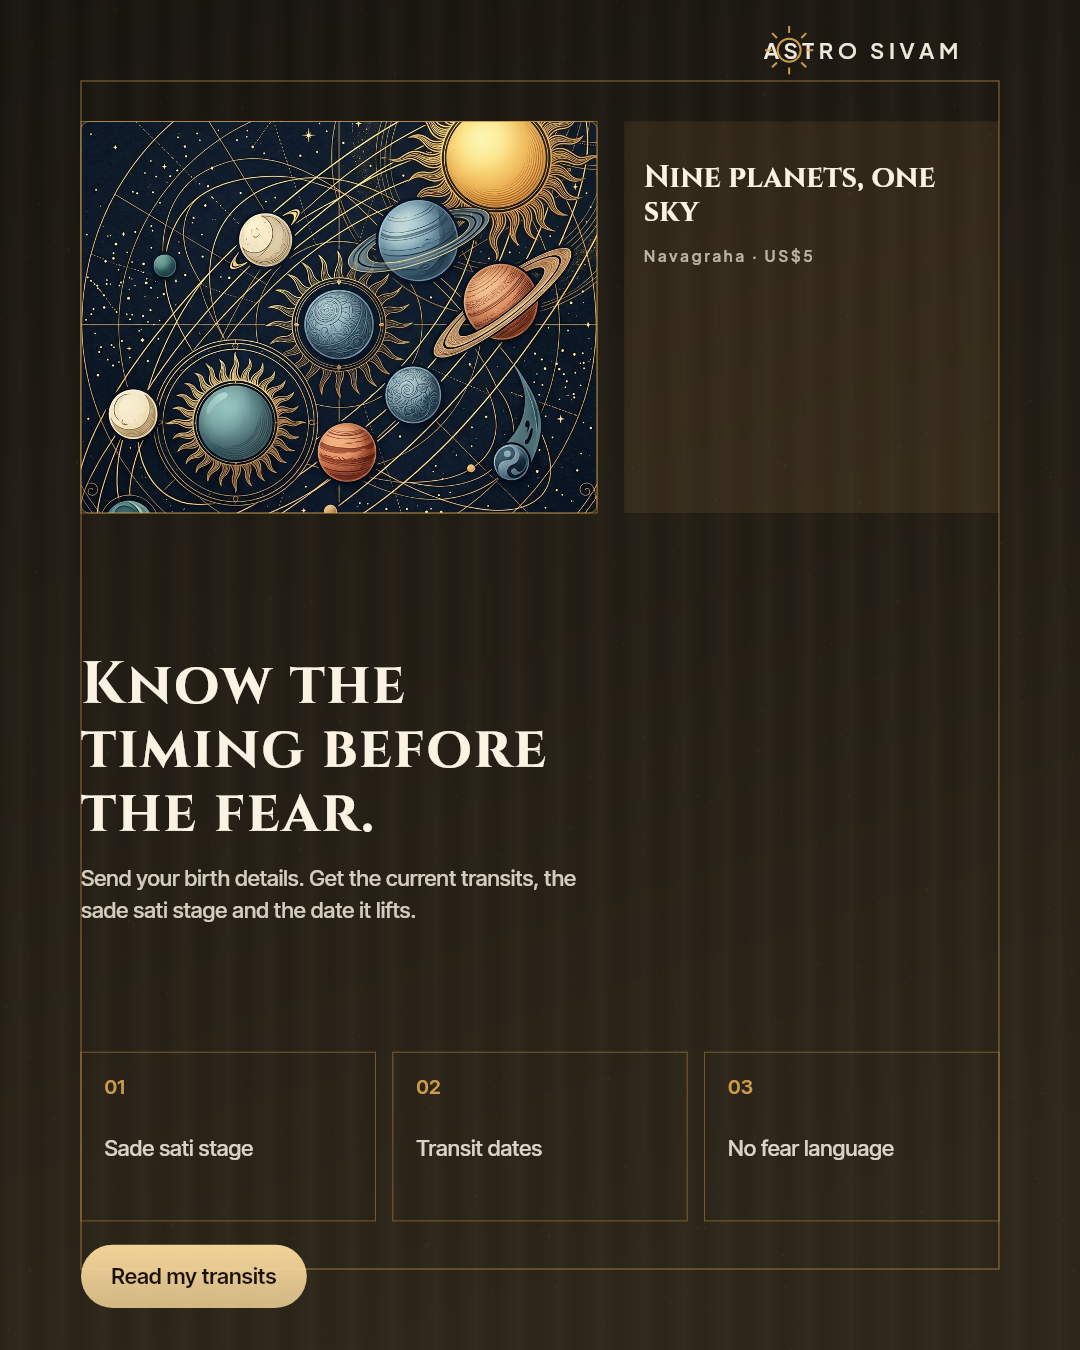 ASTRO SIVAM
Nine planets, one
sky
Navagraha · US$5
Know the
timing before
the fear.
Send your birth details. Get the current transits, the
sade sati stage and the date it lifts.
01
Sade sati stage
02
Transit dates
03
No fear language
Read my transits